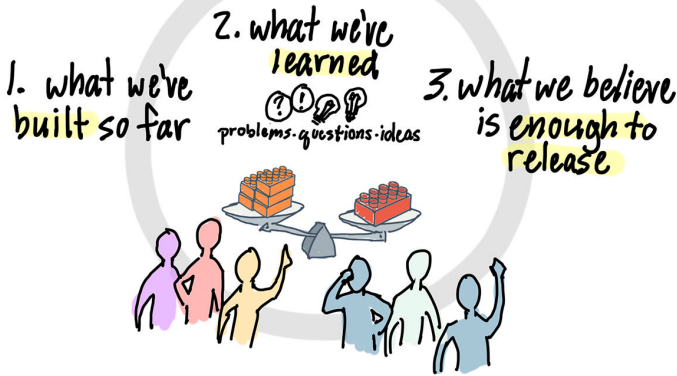 1. what we've
built so far
2. what we've
learned
? !
problems·questions·ideas
3. what we believe
is enough to
release